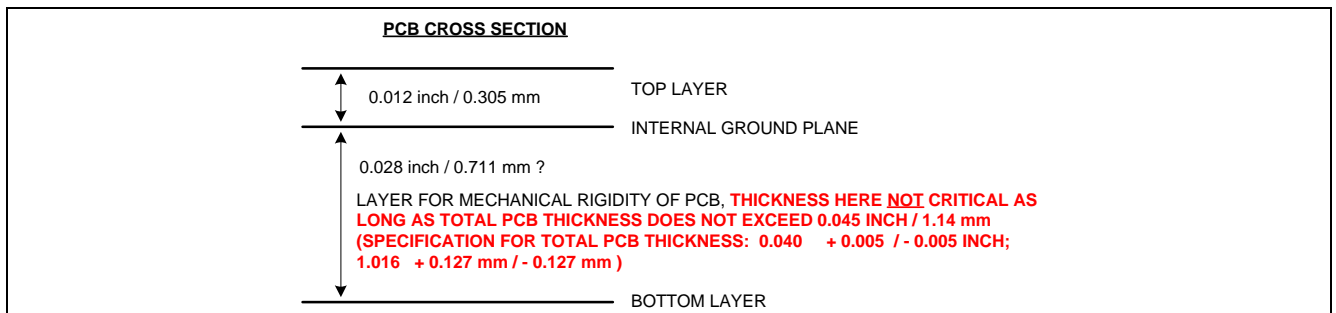 PCB CROSS SECTION
0.012 inch / 0.305 mm
TOP LAYER
INTERNAL GROUND PLANE
0.028 inch / 0.711 mm ?
LAYER FOR MECHANICAL RIGIDITY OF PCB, THICKNESS HERE NOT CRITICAL AS
LONG AS TOTAL PCB THICKNESS DOES NOT EXCEED 0.045 INCH / 1.14 mm
(SPECIFICATION FOR TOTAL PCB THICKNESS: 0.040 + 0.005 / - 0.005 INCH;
1.016 + 0.127 mm / - 0.127 mm )
BOTTOM LAYER